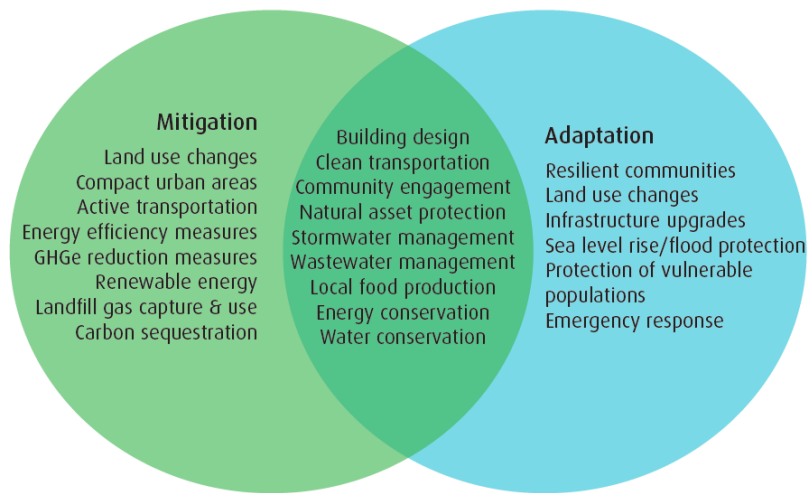 Mitigation
Land use changes
Compact urban areas
Active transportation
Energy efficiency measures
GHGe reduction measures
Renewable energy
Landfill gas capture & use
Carbon sequestration
Building design
Clean transportation
Community engagement
Natural asset protection
Stormwater management
Wastewater management
Local food production
Energy conservation
Water conservation
Adaptation
Resilient communities
Land use changes
Infrastructure upgrades
Sea level rise/flood protection
Protection of vulnerable
populations
Emergency response